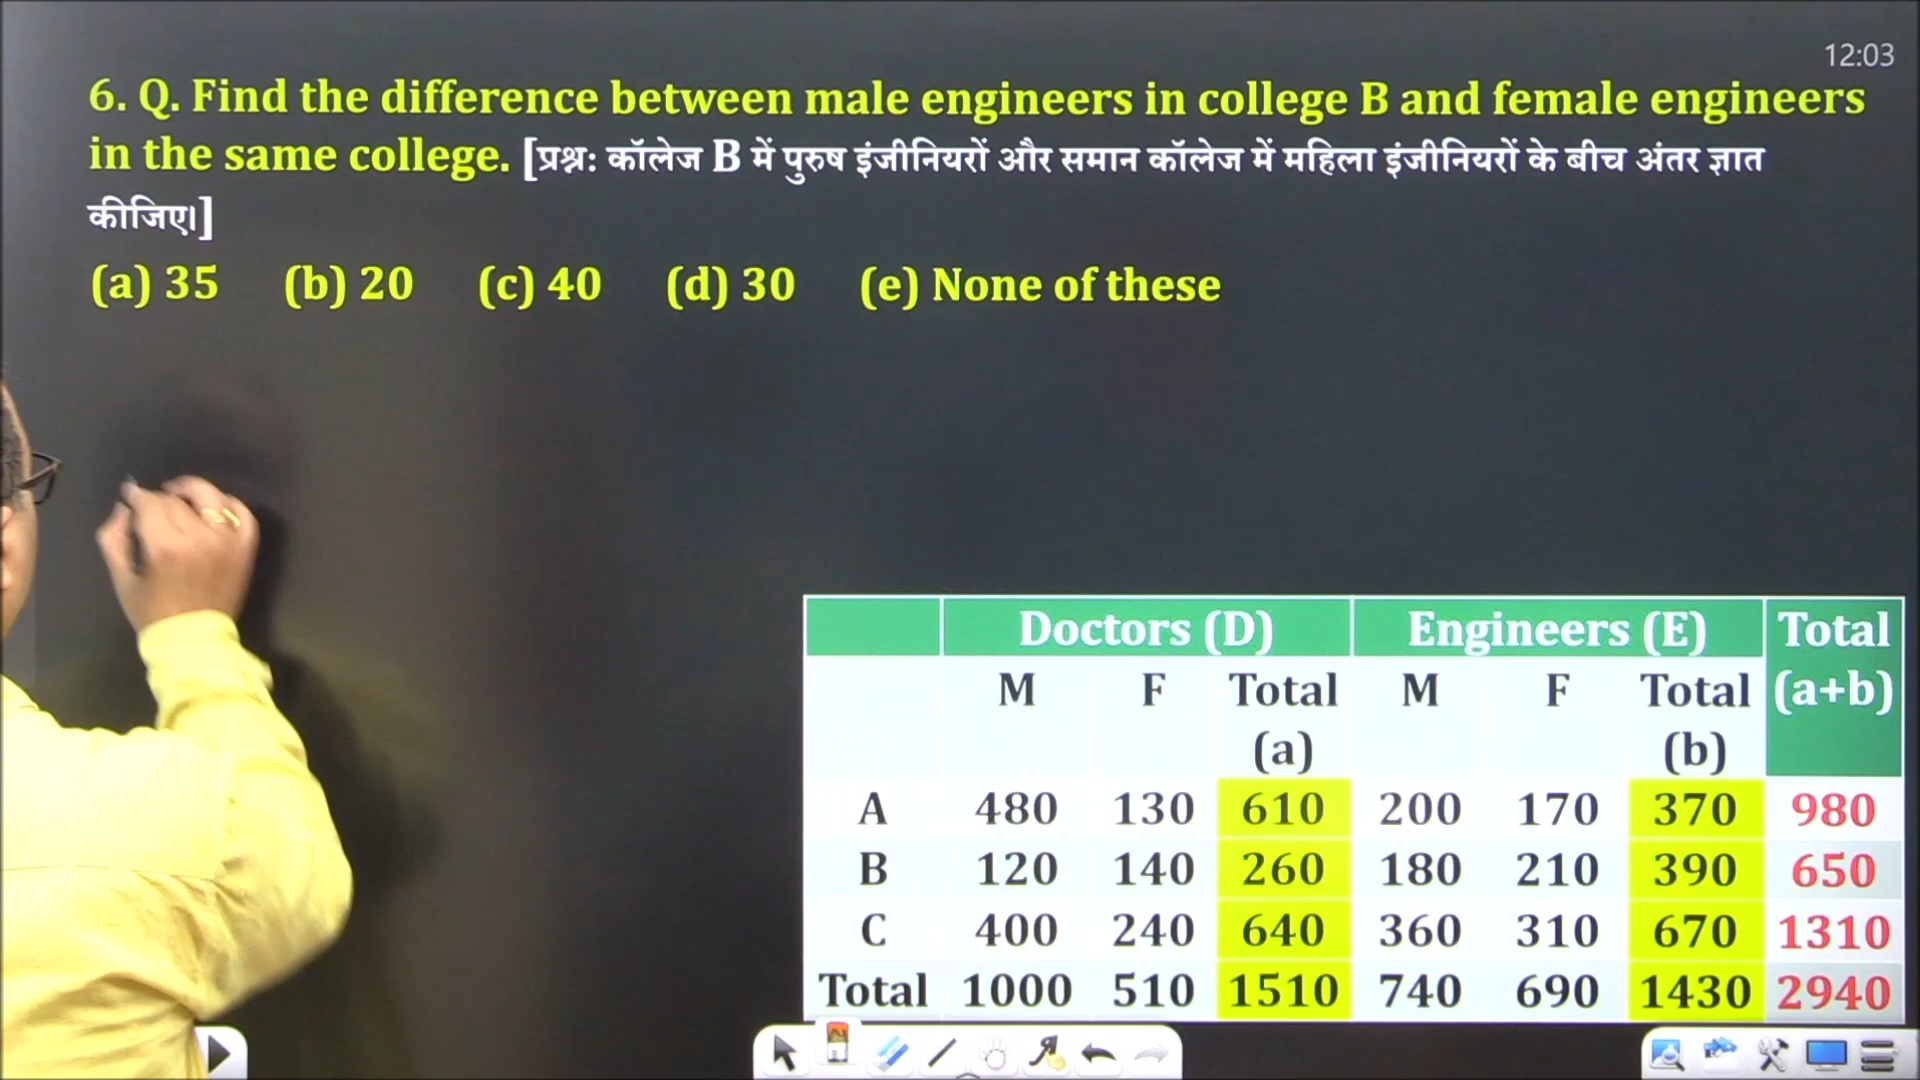 12:03
6. Q. Find the difference between male engineers in college B and female engineers
in the same college. [प्रश्न: कॉलेज B में पुरुष इंजीनियरों और समान कॉलेज में महिला इंजीनियरों के बीच अंतर ज्ञात
कीजिए।]
(a) 35 (b) 20 (c) 40 (d) 30 (e) None of these
Doctors (D) Engineers (E) Total
M F Total M F Total (a+b)
(a) (b)
A 480 130 610 200 170 370 980
B 120 140 260 180 210 390 650
C 400 240 640 360 310 670 1310
Total 1000 510 1510 740 690 1430 2940